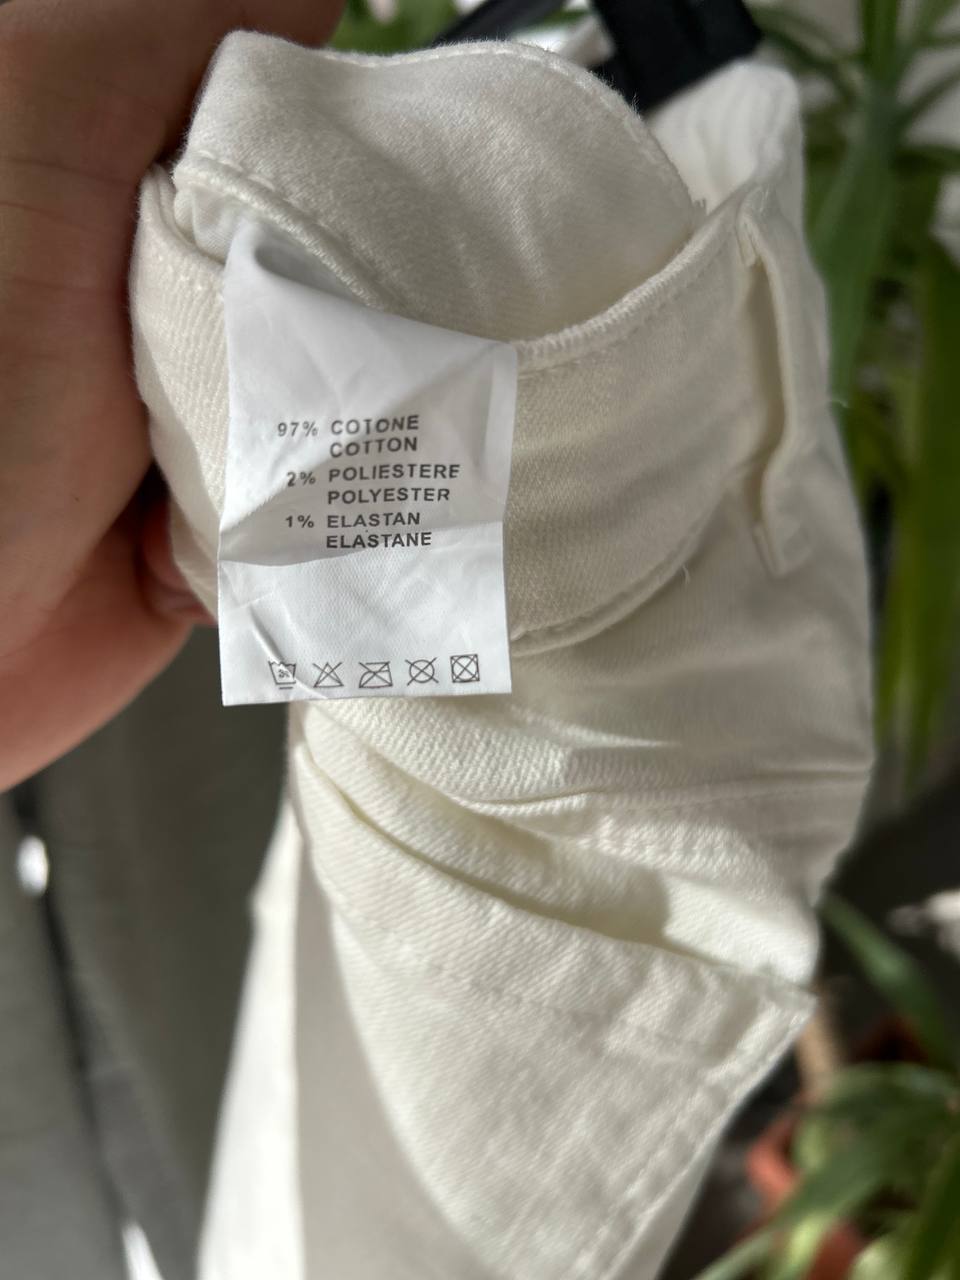 97% COTONE
COTTON
2% POLIESTERE
POLYESTER
1% ELASTAN
ELASTANE